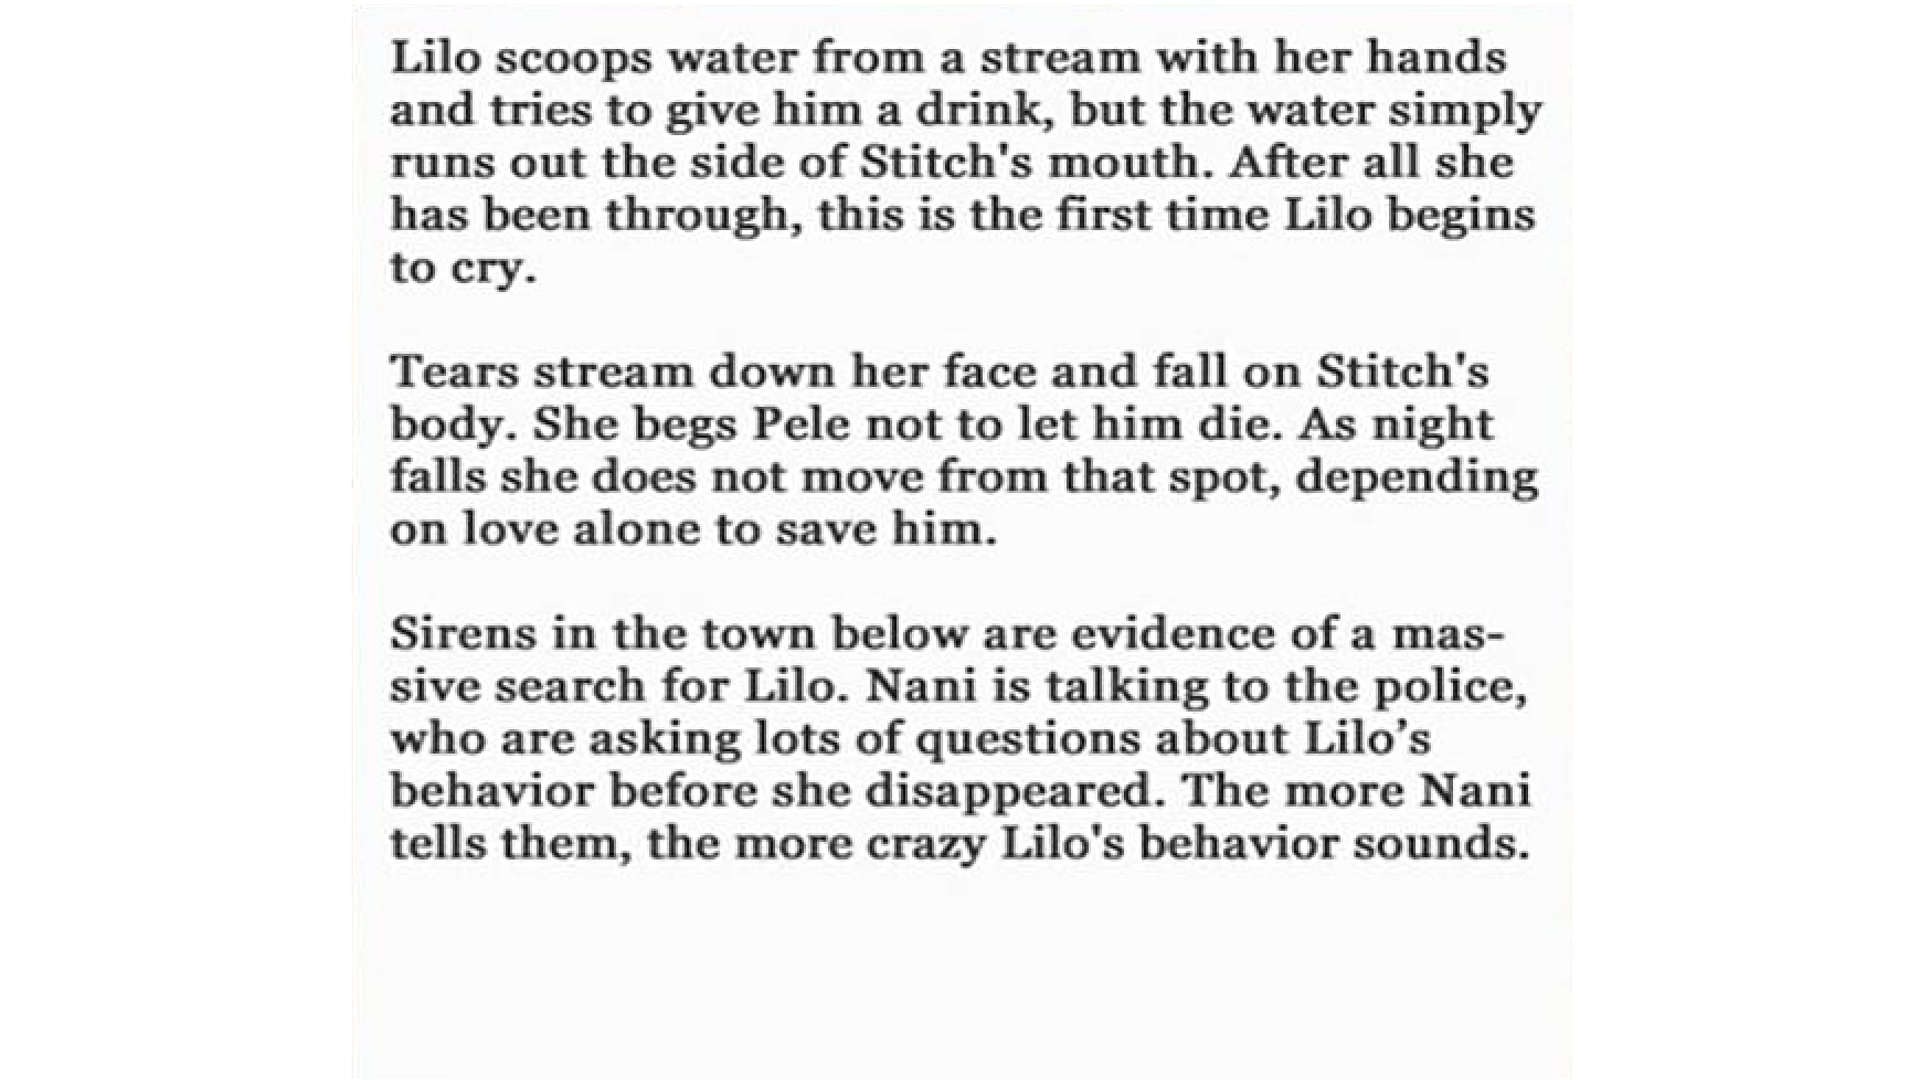 Lilo scoops water from a stream with her hands
and tries to give him a drink, but the water simply
runs out the side of Stitch's mouth. After all she
has been through, this is the first time Lilo begins
to cry.
Tears stream down her face and fall on Stitch's
body. She begs Pele not to let him die. As night
falls she does not move from that spot, depending
on love alone to save him.
Sirens in the town below are evidence of a mas-
sive search for Lilo. Nani is talking to the police,
who are asking lots of questions about Lilo’s
behavior before she disappeared. The more Nani
tells them, the more crazy Lilo's behavior sounds.